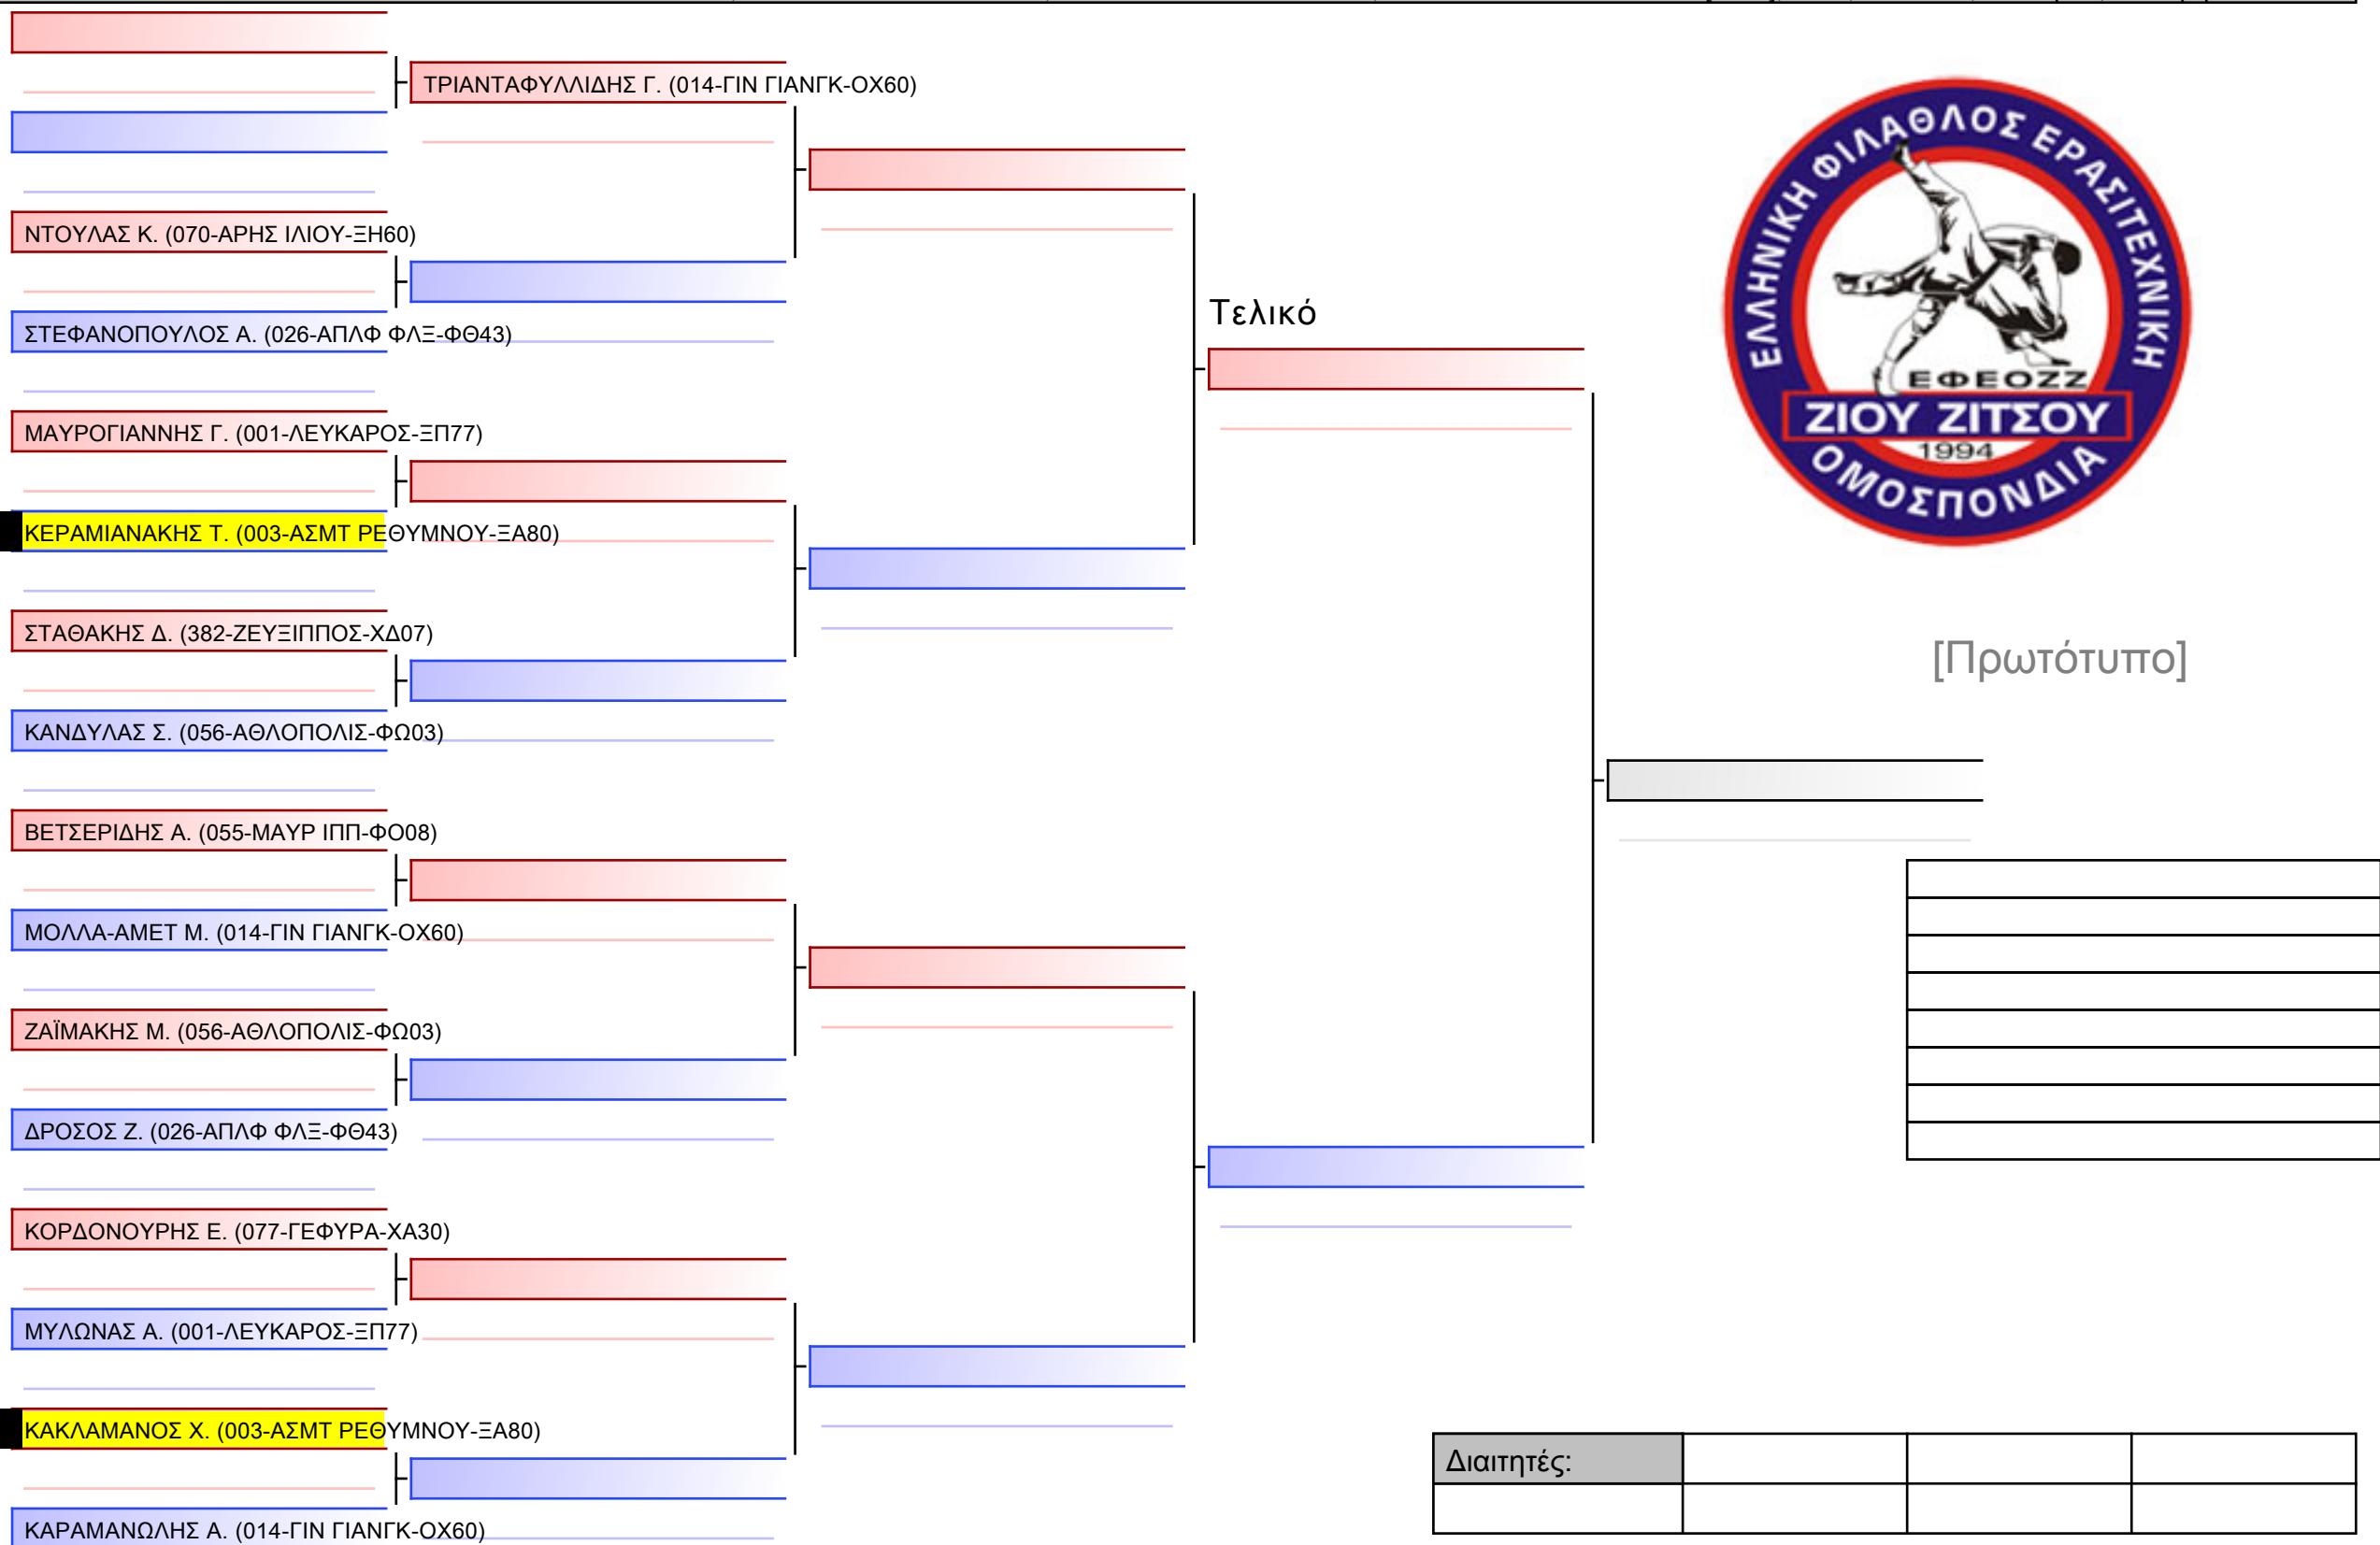 ΤΡΙΑΝΤΑΦΥΛΛΙΔΗΣ Γ. (014-ΓΙΝ ΓΙΑΝΓΚ-ΟΧ60)
ΝΤΟΥΛΑΣ Κ. (070-ΑΡΗΣ ΙΛΙΟΥ-ΞΗ60)
ΣΤΕΦΑΝΟΠΟΥΛΟΣ Α. (026-ΑΠΛΦ ΦΛΞ-ΦΘ43)
ΜΑΥΡΟΓΙΑΝΝΗΣ Γ. (001-ΛΕΥΚΑΡΟΣ-ΞΠ77)
ΚΕΡΑΜΙΑΝΑΚΗΣ Τ. (003-ΑΣΜΤ ΡΕΘΥΜΝΟΥ-ΞΑ80)
ΣΤΑΘΑΚΗΣ Δ. (382-ΖΕΥΞΙΠΠΟΣ-ΧΔ07)
ΚΑΝΔΥΛΑΣ Σ. (056-ΑΘΛΟΠΟΛΙΣ-ΦΩ03)
ΒΕΤΣΕΡΙΔΗΣ Α. (055-ΜΑΥΡ ΙΠΠ-ΦΟ08)
ΜΟΛΛΑ-ΑΜΕΤ Μ. (014-ΓΙΝ ΓΙΑΝΓΚ-ΟΧ60)
ΖΑΪΜΑΚΗΣ Μ. (056-ΑΘΛΟΠΟΛΙΣ-ΦΩ03)
ΔΡΟΣΟΣ Ζ. (026-ΑΠΛΦ ΦΛΞ-ΦΘ43)
ΚΟΡΔΟΝΟΥΡΗΣ Ε. (077-ΓΕΦΥΡΑ-ΧΑ30)
ΜΥΛΩΝΑΣ Α. (001-ΛΕΥΚΑΡΟΣ-ΞΠ77)
ΚΑΚΛΑΜΑΝΟΣ Χ. (003-ΑΣΜΤ ΡΕΘΥΜΝΟΥ-ΞΑ80)
ΚΑΡΑΜΑΝΩΛΗΣ Α. (014-ΓΙΝ ΓΙΑΝΓΚ-ΟΧ60)
Τελικό
ΕΛΛΗΝΙΚΗ ΦΙΛΑΘΛΟΣ ΕΡΑΣΙΤΕΧΝΙΚΗ
ΕΦΕΟΖΖ
ΖΙΟΥ ΖΙΤΣΟΥ
1994
ΟΜΟΣΠΟΝΔΙΑ
[Πρωτότυπο]
Διαιτητές: